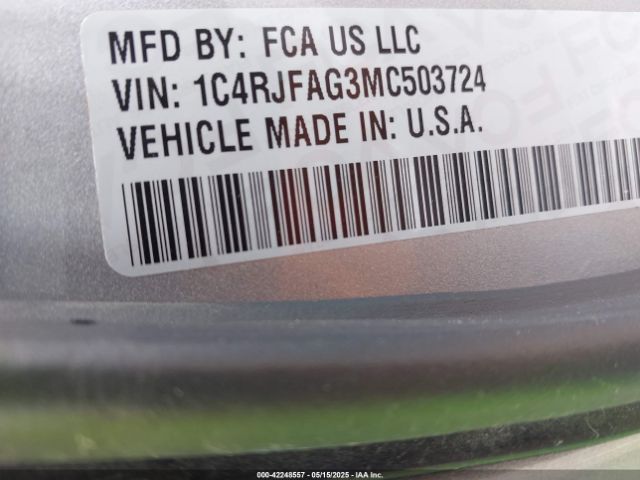 MFD BY: FCA US LLC
VIN: 1C4RJFAG3MC503724
VEHICLE MADE IN: U.S.A.
000-42248557 - 05/15/2025 - IAA Inc.